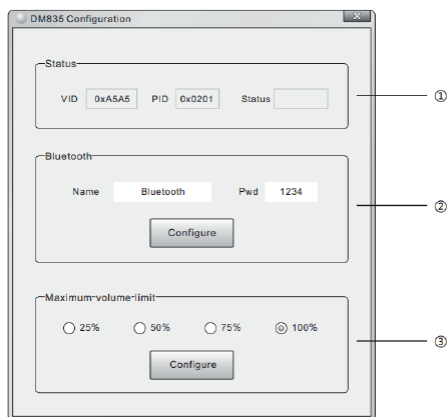 DM835 Configuration
Status
①
VID 0xA5A5 PID 0x0201 Status
Bluetooth
Name Bluetooth Pwd 1234
②
Configure
Maximum-volume-limit
25% 50% 75% 100%
③
Configure